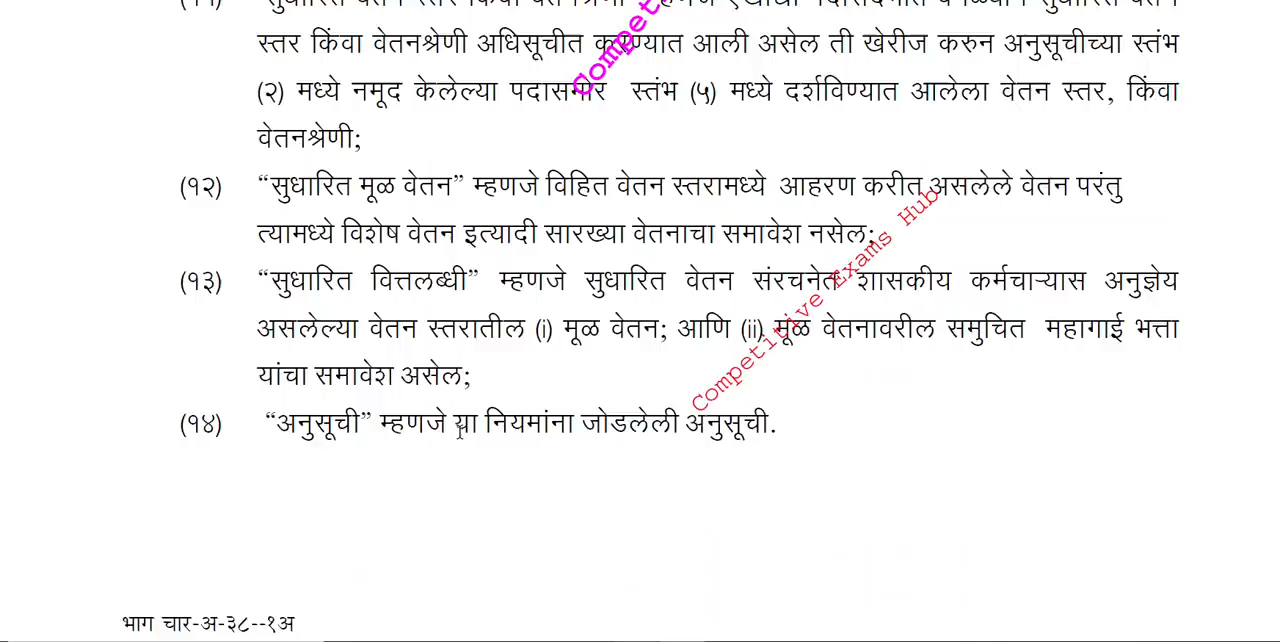 स्तर किंवा वेतनश्रेणी अधिसूचीत करण्यात आली असेल ती खेरीज करुन अनुसूचीच्या स्तंभ
(२) मध्ये नमूद केलेल्या पदासमोर स्तंभ (५) मध्ये दर्शविण्यात आलेला वेतन स्तर, किंवा
वेतनश्रेणी;
(१२) “सुधारित मूळ वेतन” म्हणजे विहित वेतन स्तरामध्ये आहरण करीत असलेले वेतन परंतु
त्यामध्ये विशेष वेतन इत्यादी सारख्या वेतनाचा समावेश नसेल;
(१३) “सुधारित वित्तलब्धी” म्हणजे सुधारित वेतन संरचनेत शासकीय कर्मचाऱ्यास अनुज्ञेय
असलेल्या वेतन स्तरातील (i) मूळ वेतन; आणि (ii) मूळ वेतनावरील समुचित महागाई भत्ता
यांचा समावेश असेल;
(१४) “अनुसूची” म्हणजे या नियमांना जोडलेली अनुसूची.
Competitive Exams Hub
भाग चार-अ-३८--१अ